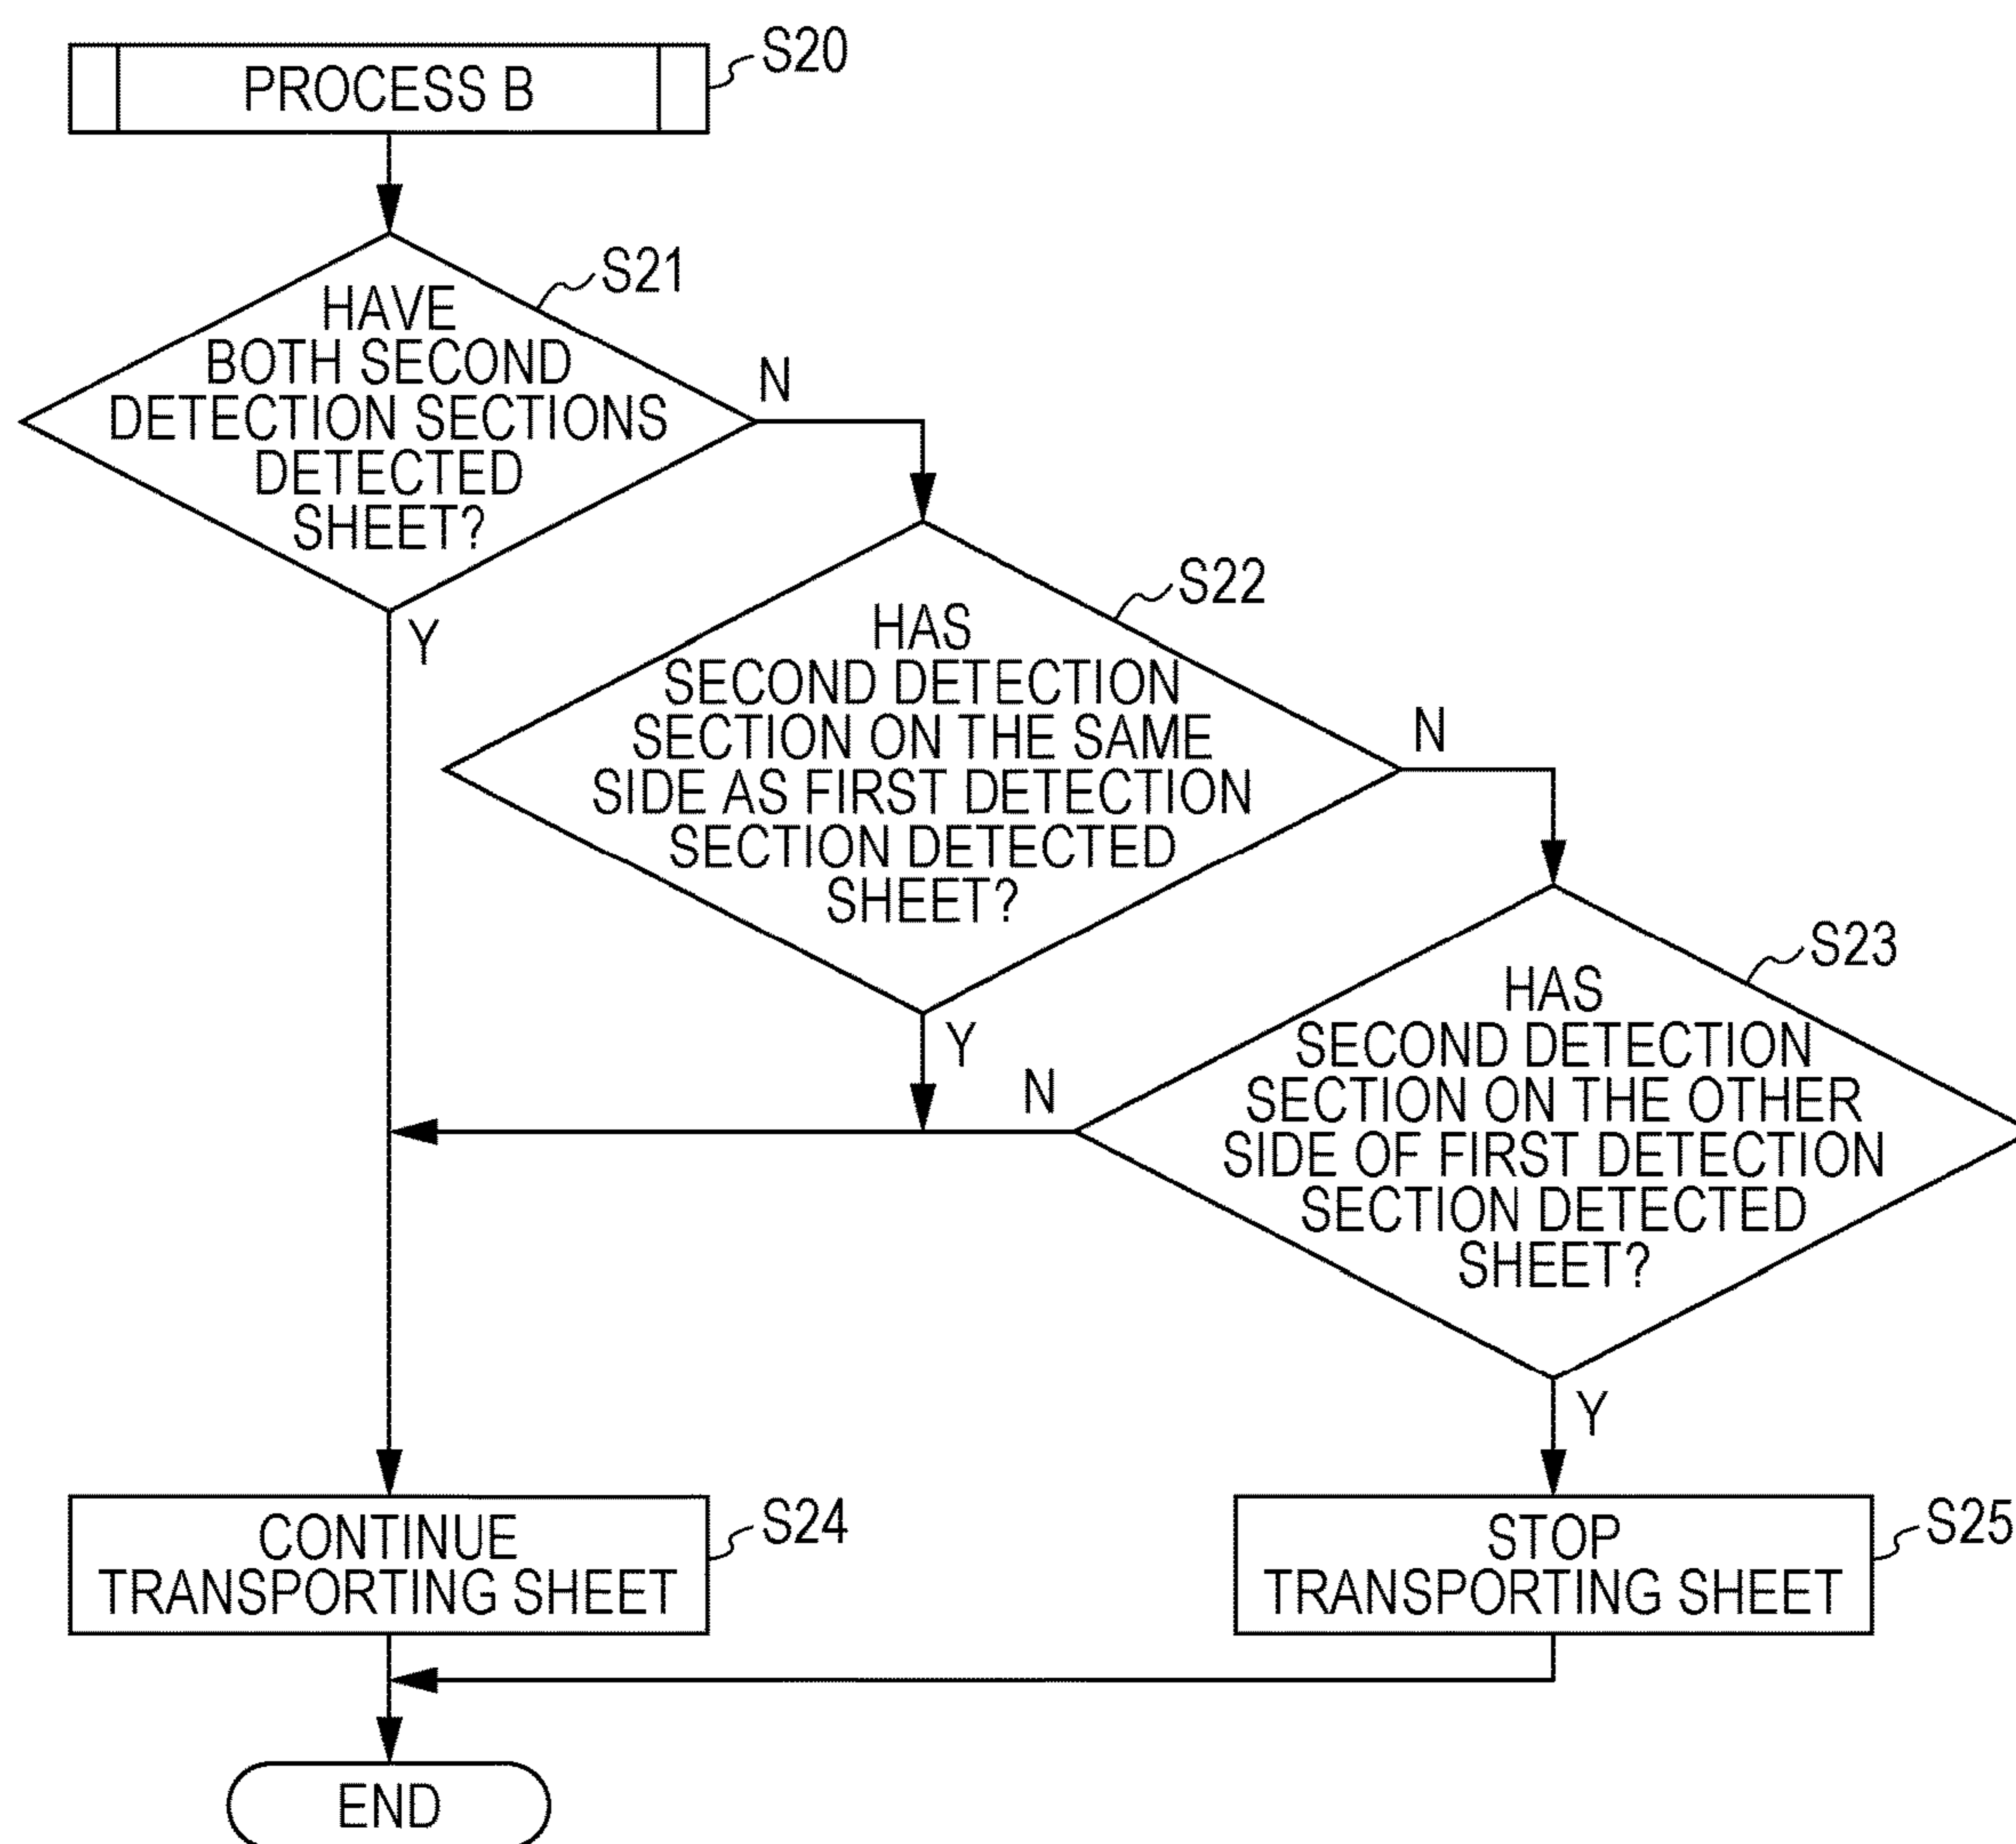 PROCESS B
S20
S21
HAVE
BOTH SECOND
DETECTION SECTIONS
DETECTED
SHEET?
N
Y
S22
HAS
SECOND DETECTION
SECTION ON THE SAME
SIDE AS FIRST DETECTION
SECTION DETECTED
SHEET?
N
Y
S23
HAS
SECOND DETECTION
SECTION ON THE OTHER
SIDE OF FIRST DETECTION
SECTION DETECTED
SHEET?
N
Y
CONTINUE
TRANSPORTING SHEET
S24
STOP
TRANSPORTING SHEET
S25
END